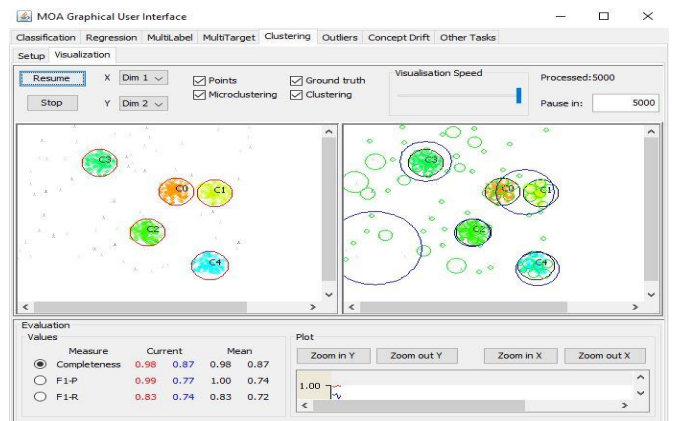 MOA Graphical User Interface
Classification Regression MultiLabel MultiTarget Clustering Outliers Concept Drift Other Tasks
Setup Visualization
Resume X Dim 1 Points Ground truth Visualisation Speed Processed:5000
Stop Y Dim 2 Microclustering Clustering Pause in: 5000
C3 C3
C0 C1 C0 C1
C2 C2
C4 C4
Evaluation
Values Plot
Measure Current Mean Zoom in Y Zoom out Y Zoom in X Zoom out X
Completeness 0.98 0.87 0.98 0.87
F1-P 0.99 0.77 1.00 0.74 1.00
F1-R 0.83 0.74 0.83 0.72